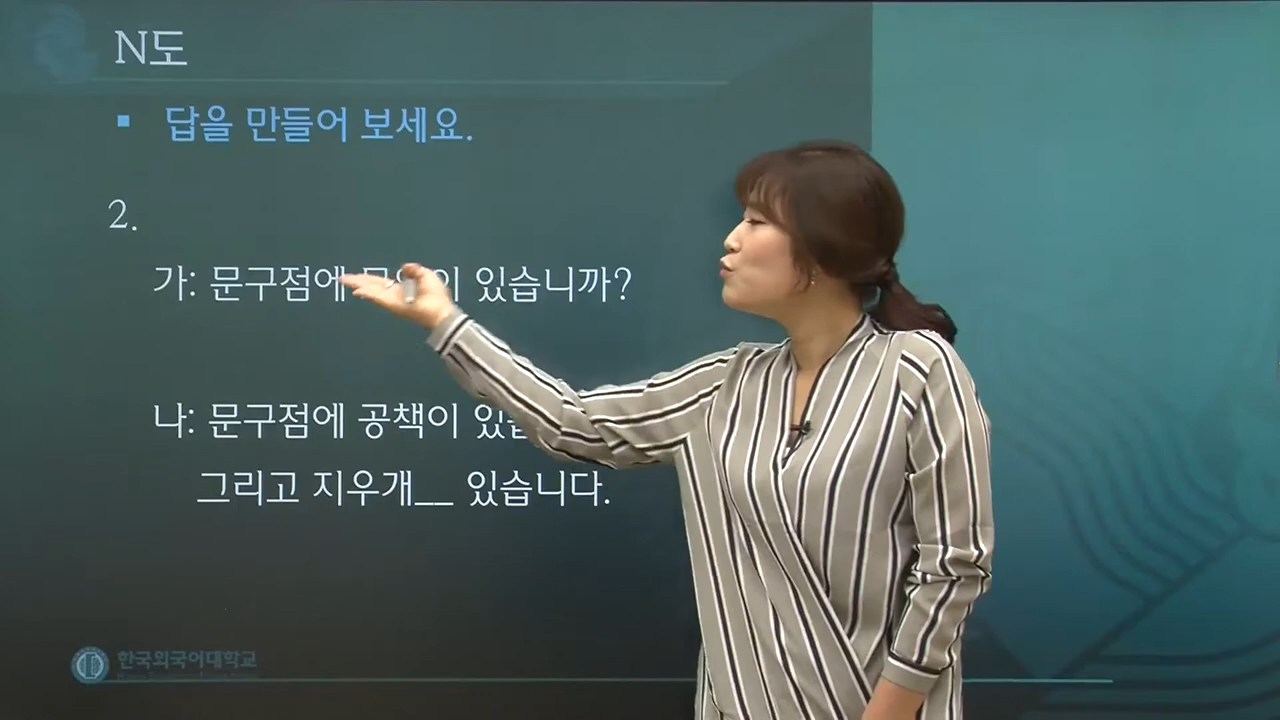 N도
▪ 답을 만들어 보세요.
2.
가: 문구점에 있습니까?
나: 문구점에 공책이
그리고 지우개__ 있습니다.
한국외국어대학교